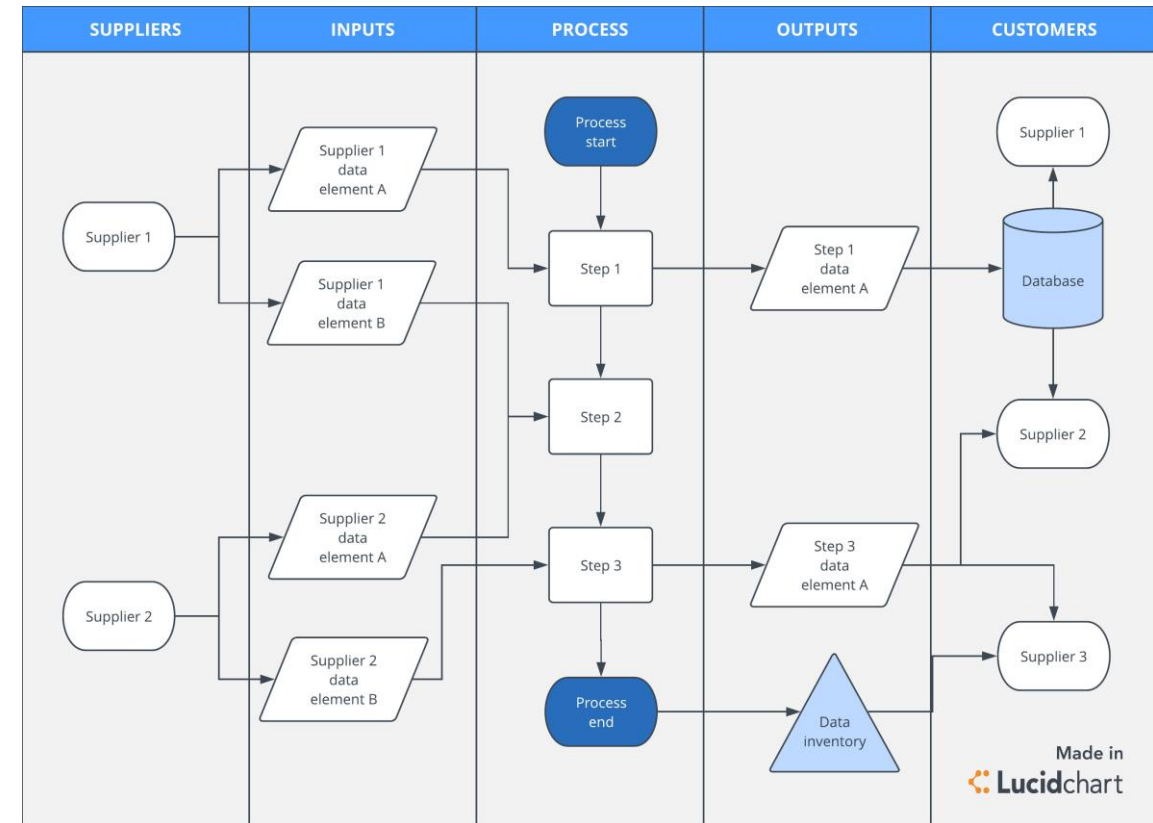 SUPPLIERS
INPUTS
PROCESS
OUTPUTS
CUSTOMERS
Supplier 1
Supplier 2
Supplier 1
data
element A
Supplier 1
data
element B
Supplier 2
data
element A
Supplier 2
data
element B
Process
start
Step 1
Step 2
Step 3
Process
end
Step 1
data
element A
Step 3
data
element A
Data
inventory
Supplier 1
Database
Supplier 2
Supplier 3
Made in
Lucidchart